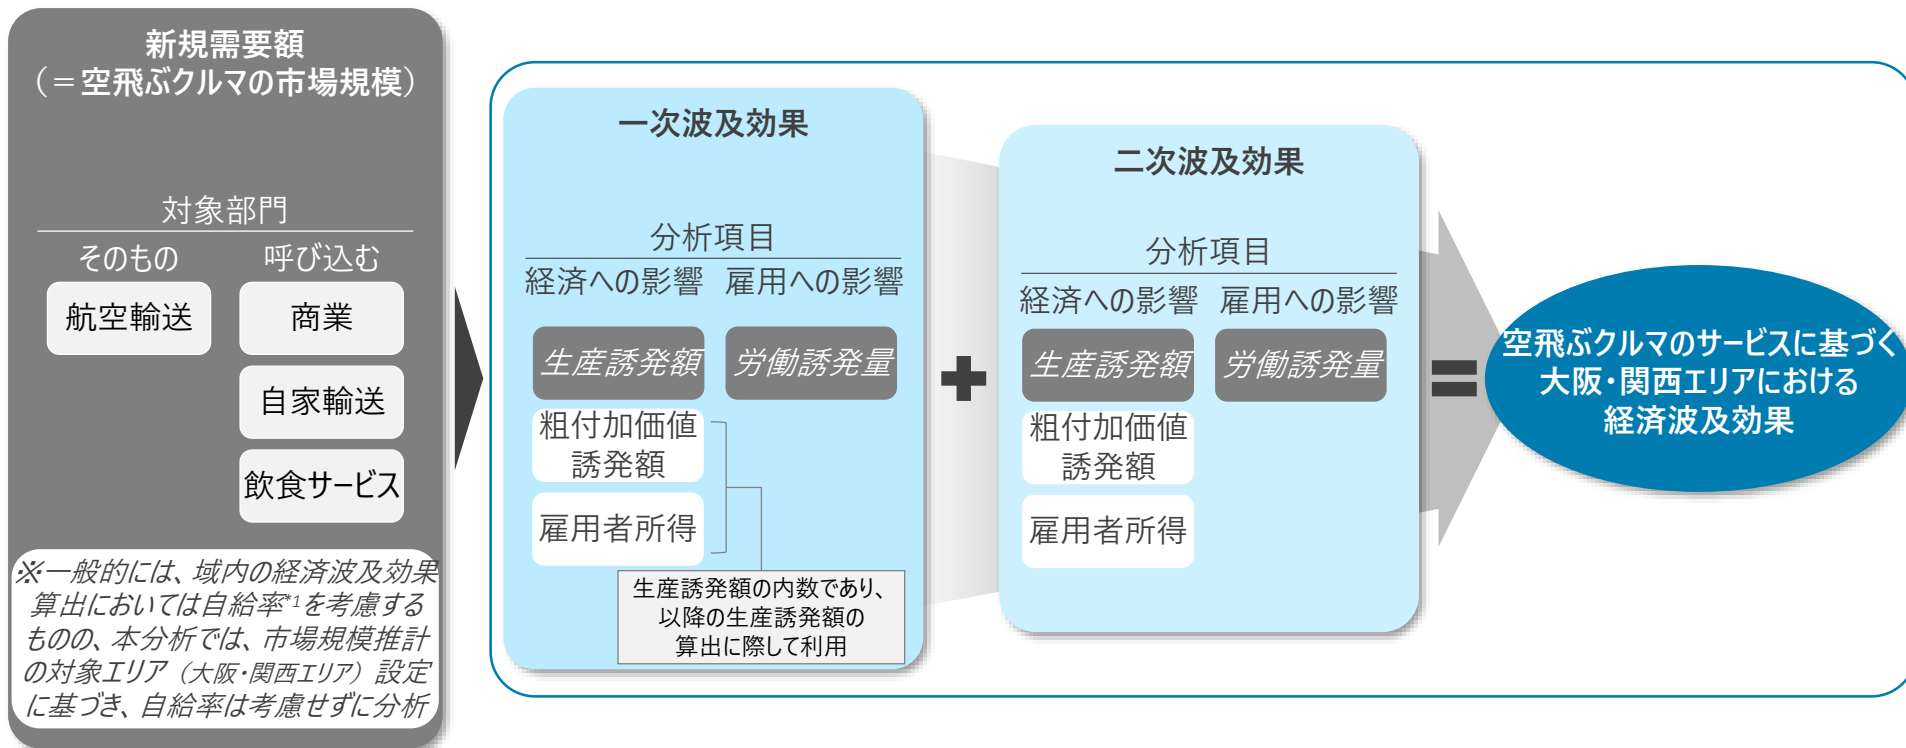 新規需要額
（＝空飛ぶクルマの市場規模）
対象部門
そのもの
呼び込む
航空輸送
商業
自家輸送
飲食サービス
※一般的には、域内の経済波及効果
算出においては自給率*1を考慮する
ものの、本分析では、市場規模推計
の対象エリア（大阪・関西エリア）設定
に基づき、自給率は考慮せずに分析
一次波及効果
分析項目
経済への影響
雇用への影響
生産誘発額
労働誘発量
粗付加価値
誘発額
雇用者所得
生産誘発額の内数であり、
以降の生産誘発額の
算出に際して利用
二次波及効果
分析項目
経済への影響
雇用への影響
生産誘発額
労働誘発量
粗付加価値
誘発額
雇用者所得
空飛ぶクルマのサービスに基づく
大阪・関西エリアにおける
経済波及効果